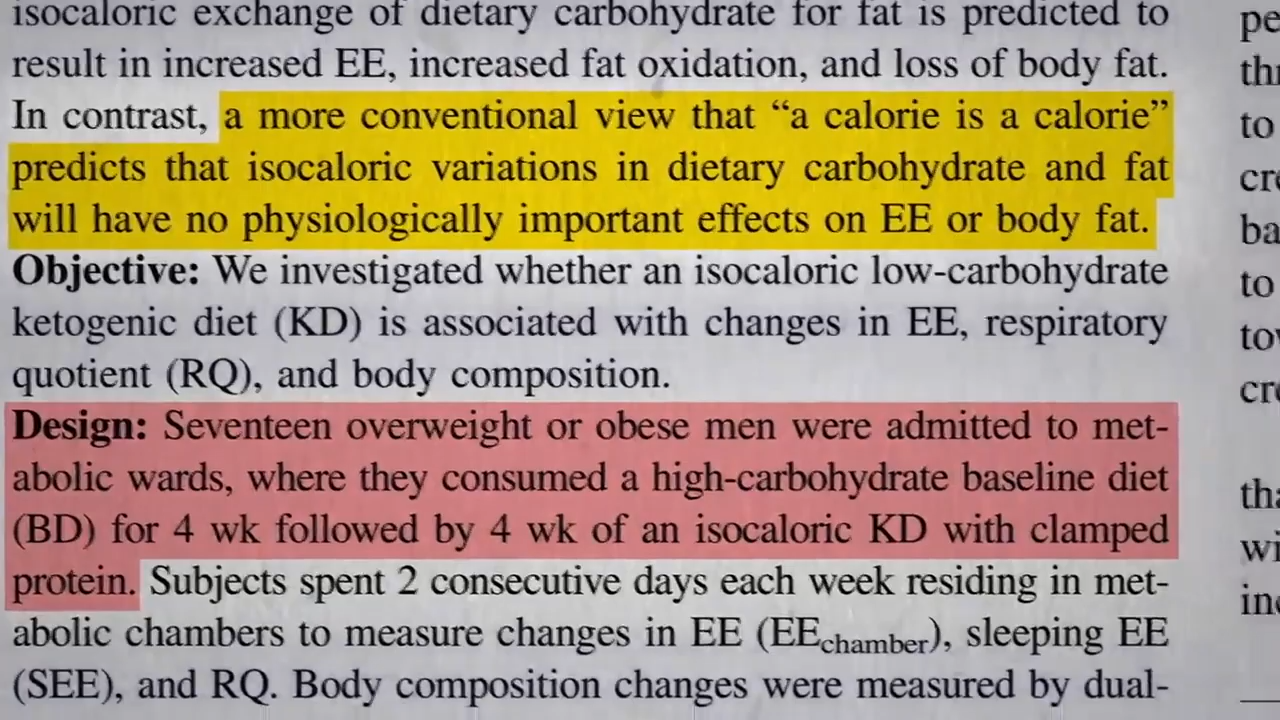 isocaloric exchange of dietary carbohydrate for fat is predicted to
result in increased EE, increased fat oxidation, and loss of body fat.
In contrast, a more conventional view that “a calorie is a calorie”
predicts that isocaloric variations in dietary carbohydrate and fat
will have no physiologically important effects on EE or body fat.
Objective: We investigated whether an isocaloric low-carbohydrate
ketogenic diet (KD) is associated with changes in EE, respiratory
quotient (RQ), and body composition.
Design: Seventeen overweight or obese men were admitted to met-
abolic wards, where they consumed a high-carbohydrate baseline diet
(BD) for 4 wk followed by 4 wk of an isocaloric KD with clamped
protein. Subjects spent 2 consecutive days each week residing in met-
abolic chambers to measure changes in EE (EEchamber), sleeping EE
(SEE), and RQ. Body composition changes were measured by dual-
to
to